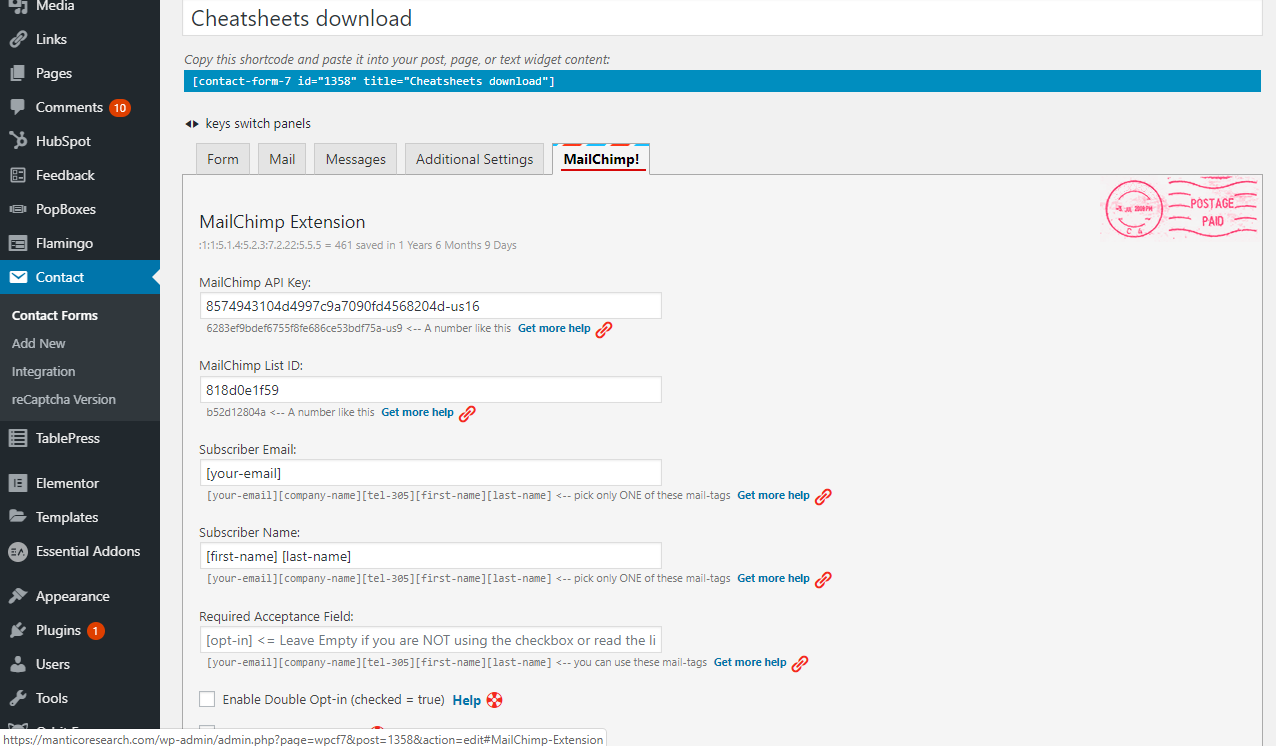 Media
Links
Pages
Comments 10
HubSpot
Feedback
PopBoxes
Flamingo
Contact
Contact Forms
Add New
Integration
reCaptcha Version
TablePress
Elementor
Templates
Essential Addons
Appearance
Plugins 1
Users
Tools
Cheatsheets download
Copy this shortcode and paste it into your post, page, or text widget content:
[contact-form-7 id="1358" title="Cheatsheets download"]
keys switch panels
Form Mail Messages Additional Settings MailChimp!
POSTAGE
PAID
MailChimp Extension
:1:1:5.1.4:5.2.3:7.2.22:5.5.5 = 461 saved in 1 Years 6 Months 9 Days
MailChimp API Key:
8574943104d4997c9a7090fd4568204d-us16
6283ef9bdef6755f8fe686ce53bdf75a-us9 <-- A number like this Get more help
MailChimp List ID:
818d0e1f59
b52d12804a <-- A number like this Get more help
Subscriber Email:
[your-email]
[your-email][company-name][tel-305][first-name][last-name] <-- pick only ONE of these mail-tags Get more help
Subscriber Name:
[first-name] [last-name]
[your-email][company-name][tel-305][first-name][last-name] <-- pick only ONE of these mail-tags Get more help
Required Acceptance Field:
[opt-in] <= Leave Empty if you are NOT using the checkbox or read the li
[your-email][company-name][tel-305][first-name][last-name] <-- you can use these mail-tags Get more help
Enable Double Opt-in (checked = true) Help
https://manticoresearch.com/wp-admin/admin.php?page=wpcf7&post=1358&action=edit#MailChimp-Extension